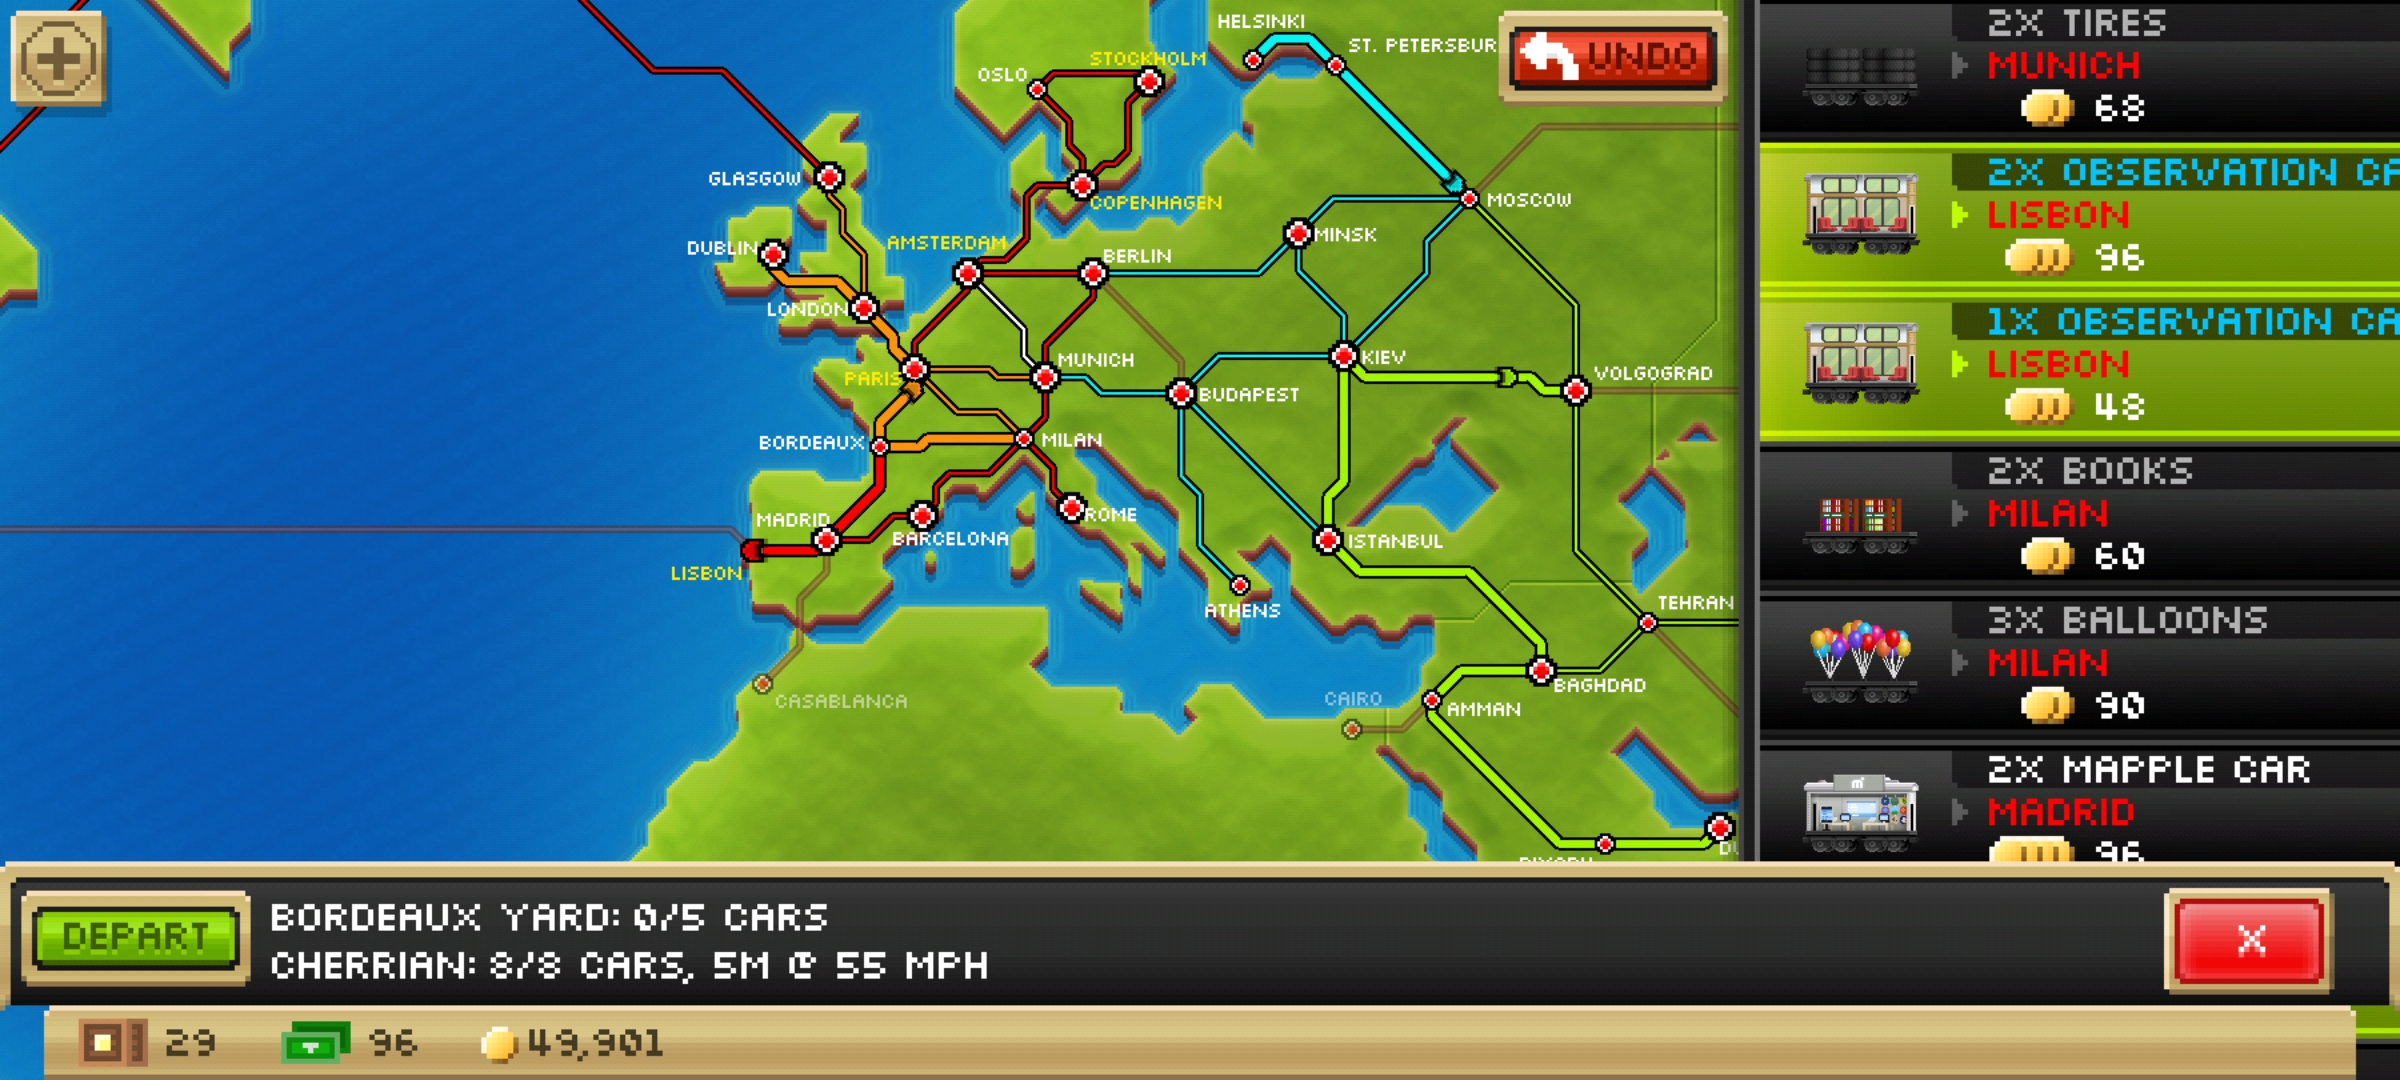 HELSINKI
ST. PETERSBUR
UNDO
STOCKHOLM
OSLO
GLASGOW
MOSCOW
COPENHAGEN
DUBLIN
AMSTERDAM
BERLIN
MINSK
LONDON
MUNICH
KIEV
VOLGOGRAD
PARIS
BUDAPEST
BORDEAUX
MILAN
MADRID
ROME
BARCELONA
ISTANBUL
LISBON
ATHENS
TEHRAN
BAGHDAD
CASABLANCA
CAIRO
AMMAN
2X TIRES
MUNICH
68
2X OBSERVATION CA
LISBON
96
1X OBSERVATION CA
LISBON
48
2X BOOKS
MILAN
60
3X BALLOONS
MILAN
90
2X MAPPLE CAR
m
MADRID
96
DEPART
BORDEAUX YARD: 0/5 CARS
CHERRIAN: 8/8 CARS, 5M @ 55 MPH
X
29
96
49,901